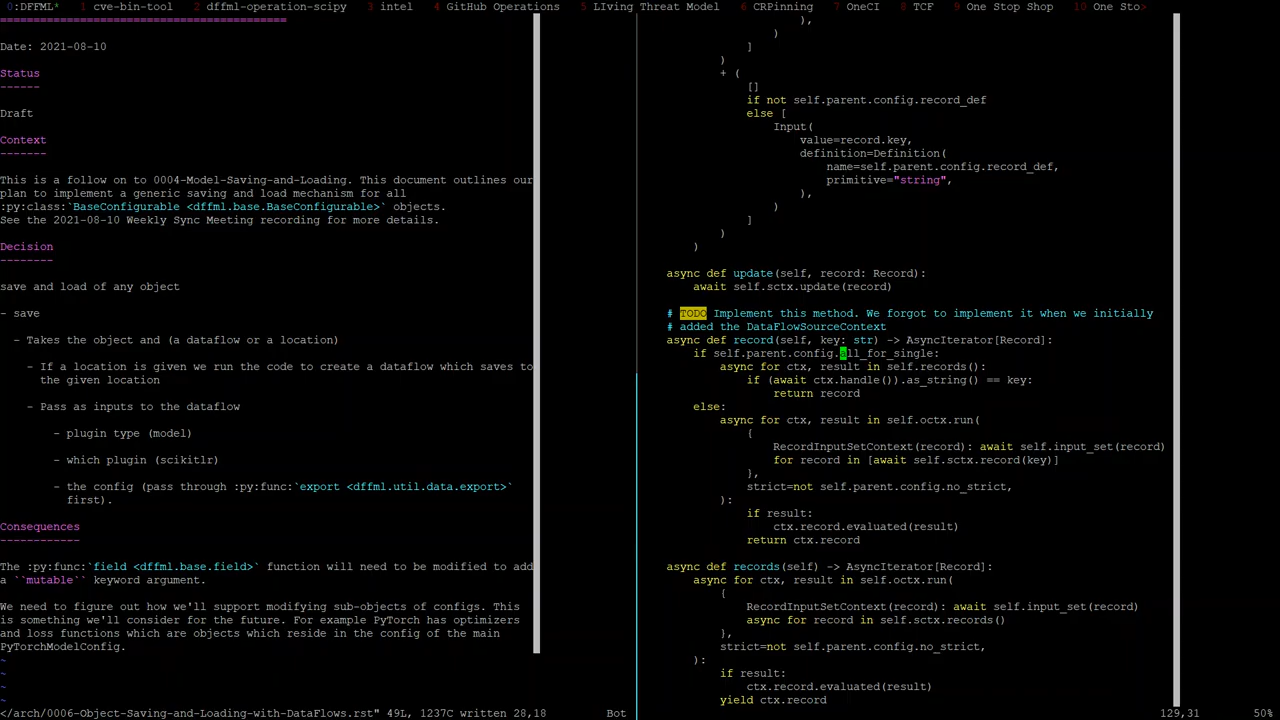 0:DFFML* 1 cve-bin-tool 2 dffml-operation-scipy 3 intel 4 GitHub Operations 5 LIving Threat Model 6 CRPinning 7 OneCI 8 TCF 9 One Stop Shop 10 One Sto>
===========================================
Date: 2021-08-10
Status
------
Draft
Context
-------
This is a follow on to 0004-Model-Saving-and-Loading. This document outlines our
plan to implement a generic saving and load mechanism for all
:py:class:`BaseConfigurable <dffml.base.BaseConfigurable>` objects.
See the 2021-08-10 Weekly Sync Meeting recording for more details.
Decision
--------
save and load of any object
- save
- Takes the object and (a dataflow or a location)
- If a location is given we run the code to create a dataflow which saves to
the given location
- Pass as inputs to the dataflow
- plugin type (model)
- which plugin (scikitlr)
- the config (pass through :py:func:`export <dffml.util.data.export>`
first).
Consequences
------------
The :py:func:`field <dffml.base.field>` function will need to be modified to add
a ``mutable`` keyword argument.
We need to figure out how we'll support modifying sub-objects of configs. This
is something we'll consider for the future. For example PyTorch has optimizers
and loss functions which are objects which reside in the config of the main
PyTorchModelConfig.
~
~
~
~
</arch/0006-Object-Saving-and-Loading-with-DataFlows.rst" 49L, 1237C written 28,18 Bot
),
)
]
)
+ (
[]
if not self.parent.config.record_def
else [
Input(
value=record.key,
definition=Definition(
name=self.parent.config.record_def,
primitive="string",
),
)
]
)
)
async def update(self, record: Record):
await self.sctx.update(record)
# TODO Implement this method. We forgot to implement it when we initially
# added the DataFlowSourceContext
async def record(self, key: str) -> AsyncIterator[Record]:
if self.parent.config.all_for_single:
async for ctx, result in self.records():
if (await ctx.handle()).as_string() == key:
return record
else:
async for ctx, result in self.octx.run(
{
RecordInputSetContext(record): await self.input_set(record)
for record in [await self.sctx.record(key)]
},
strict=not self.parent.config.no_strict,
):
if result:
ctx.record.evaluated(result)
return ctx.record
async def records(self) -> AsyncIterator[Record]:
async for ctx, result in self.octx.run(
{
RecordInputSetContext(record): await self.input_set(record)
async for record in self.sctx.records()
},
strict=not self.parent.config.no_strict,
):
if result:
ctx.record.evaluated(result)
yield ctx.record
129,31 50%